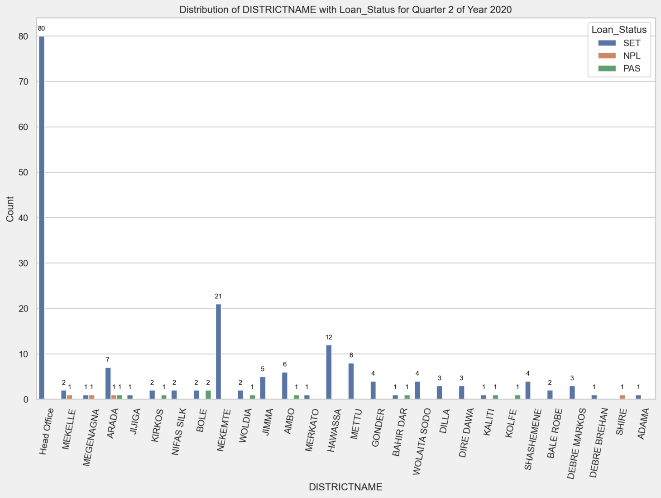 Distribution of DISTRICTNAME with Loan_Status for Quarter 2 of Year 2020
Loan_Status
SET
NPL
PAS
Count
80
70
60
50
40
30
20
10
0
80
2 1
1 1
7 1 1
1
2 1
2
2 2
21
2 1
5
6 1
1
12
8
4
1 1
4
3
3
1 1
1
4
2
3
1
1
1
Head Office
MEKELLE
MEGENAGNA
ARADA
JIJIGA
KIRKOS
NIFAS SILK
BOLE
NEKEMTE
WOLDIA
JIMMA
AMBO
MERKATO
HAWASSA
METTU
GONDER
BAHIR DAR
WOLAITA SODO
DILLA
DIRE DAWA
KALITI
KOLFE
SHASHEMENE
BALE ROBE
DEBRE MARKOS
DEBRE BREHAN
SHIRE
ADAMA
DISTRICTNAME